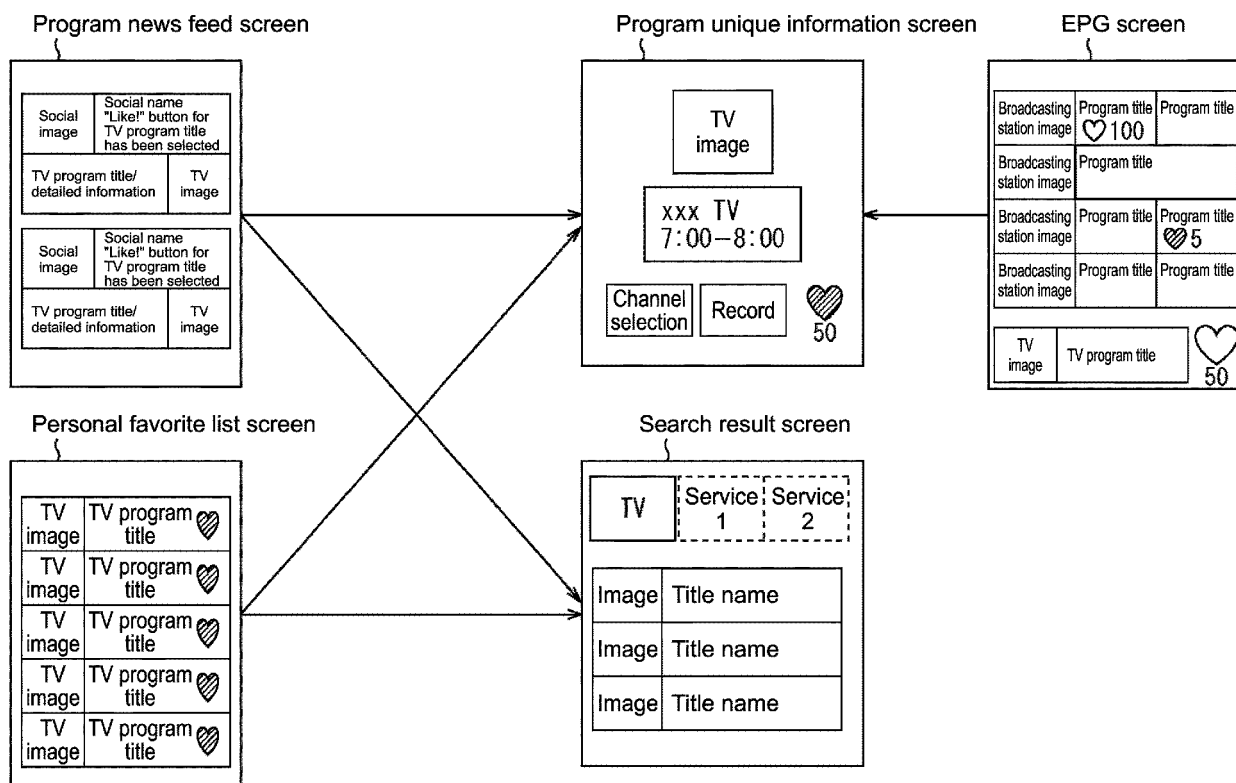 Program news feed screen
Social
image
Social name
"Like!" button for
TV program title
has been selected
TV program title/
detailed information
TV
image
Social
image
Social name
"Like!" button for
TV program title
has been selected
TV program title/
detailed information
TV
image
Program unique information screen
TV
image
xxx TV
7:00-8:00
Channel
selection
Record
50
EPG screen
Broadcasting
station image
Program title
100
Program title
Broadcasting
station image
Program title
Broadcasting
station image
Program title
Program title
5
Broadcasting
station image
Program title
Program title
TV
image
TV program title
50
Personal favorite list screen
TV
image
TV program
title
TV
image
TV program
title
TV
image
TV program
title
TV
image
TV program
title
TV
image
TV program
title
Search result screen
TV
Service
1
Service
2
Image
Title name
Image
Title name
Image
Title name